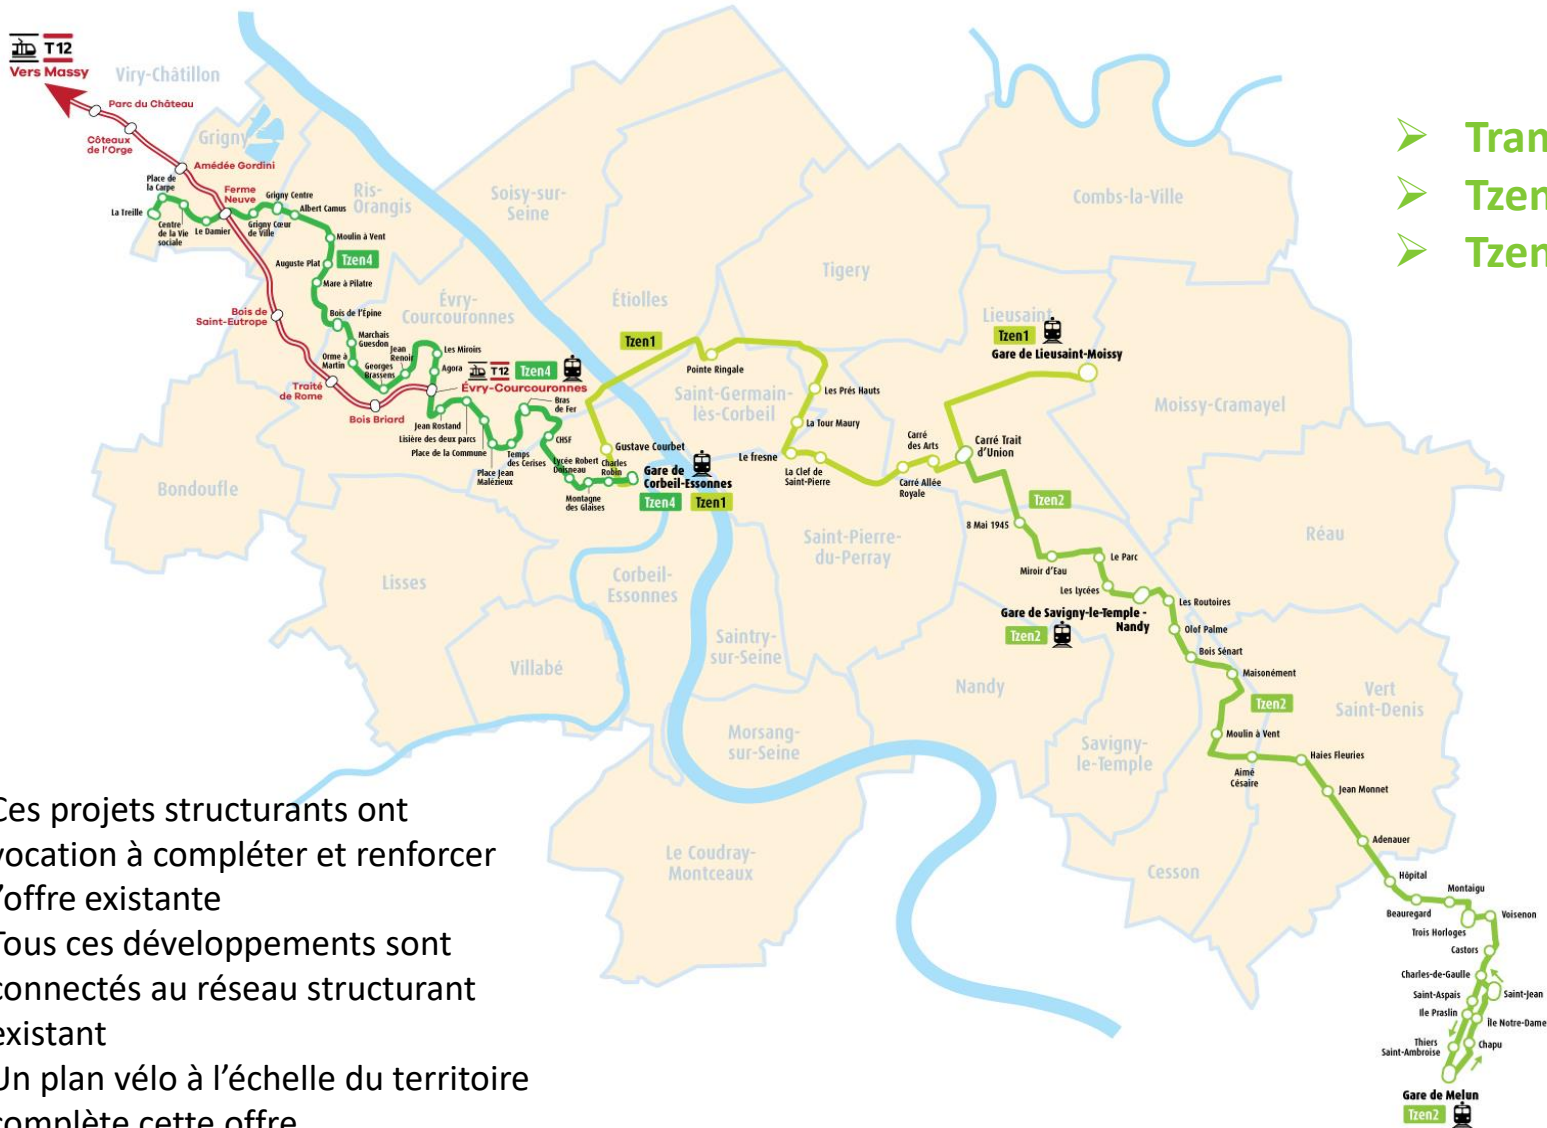 T12
Vers Massy
Viry-Châtillon
Parc du Château
Côteaux
de l'Orge
Grigny
Amédée Gordini
Place de
la Carpe
Ferme
Neuve
Grigny Centre
Ris-
Orangis
Soisy-sur-
Seine
Combs-la-Ville
La Treille
Albert Camus
Centre
de la Vie
sociale
Le Damier
Grigny Cœur
de Ville
Moulin à Vent
Tzen4
Auguste Plat
Mare à Pilatre
Tigery
Étiolles
Évry-
Courcouronnes
Bois de
Saint-Eutrope
Bois de l'Épine
Lieusaint
Tzen1
Gare de Lieusaint-Moissy
Tzen1
Marchais
Guesdon
Jean
Renoir
Les Miroirs
Orme à
Martin
Georges
Brassens
Agora
T12
Tzen4
Évry-Courcouronnes
Pointe Ringale
Traité
de Rome
Bois Briard
Saint-Germain-
lès-Corbeil
Les Prés Hauts
Moissy-Cramayel
Bras
de Fer
Jean Rostand
La Tour Maury
Lisière des deux parcs
CHSF
Place de la Commune
Gustave Courbet
Carré
des Arts
Carré Trait
d'Union
Temps
des Cerises
Le fresne
Lycée Robert
Doisneau
Charles
Robin
Gare de
Corbeil-Essonnes
La Clef de
Saint-Pierre
Place Jean
Malézieux
Carré Allée
Royale
Bondoufle
Montagne
des Glaises
Tzen4
Tzen1
Tzen2
8 Mai 1945
Réau
Saint-Pierre-
du-Perray
Le Parc
Miroir d'Eau
Lisses
Corbeil-
Essonnes
Les Lycées
Les Routoires
Gare de Savigny-le-Temple -
Nandy
Tzen2
Olof Palme
Saintry-
sur-Seine
Bois Sénart
Villabé
Maisonément
Nandy
Vert
Saint-Denis
Tzen2
Morsang-
sur-Seine
Moulin à Vent
Savigny-
le-Temple
Haies Fleuries
Aimé
Césaire
Jean Monnet
Adenauer
Le Coudray-
Montceaux
Cesson
Hôpital
Montaigu
Beauregard
Voisenon
Trois Horloges
Castors
Charles-de-Gaulle
Saint-Aspais
Saint-Jean
Ile Praslin
Île Notre-Dame
Thiers
Saint-Ambroise
Chapu
Gare de Melun
Tzen2
➢ Tran
➢ Tzen
➢ Tzen
Ces projets structurants ont
vocation à compléter et renforcer
l'offre existante
Tous ces développements sont
connectés au réseau structurant
existant
Un plan vélo à l'échelle du territoire
complète cette offre